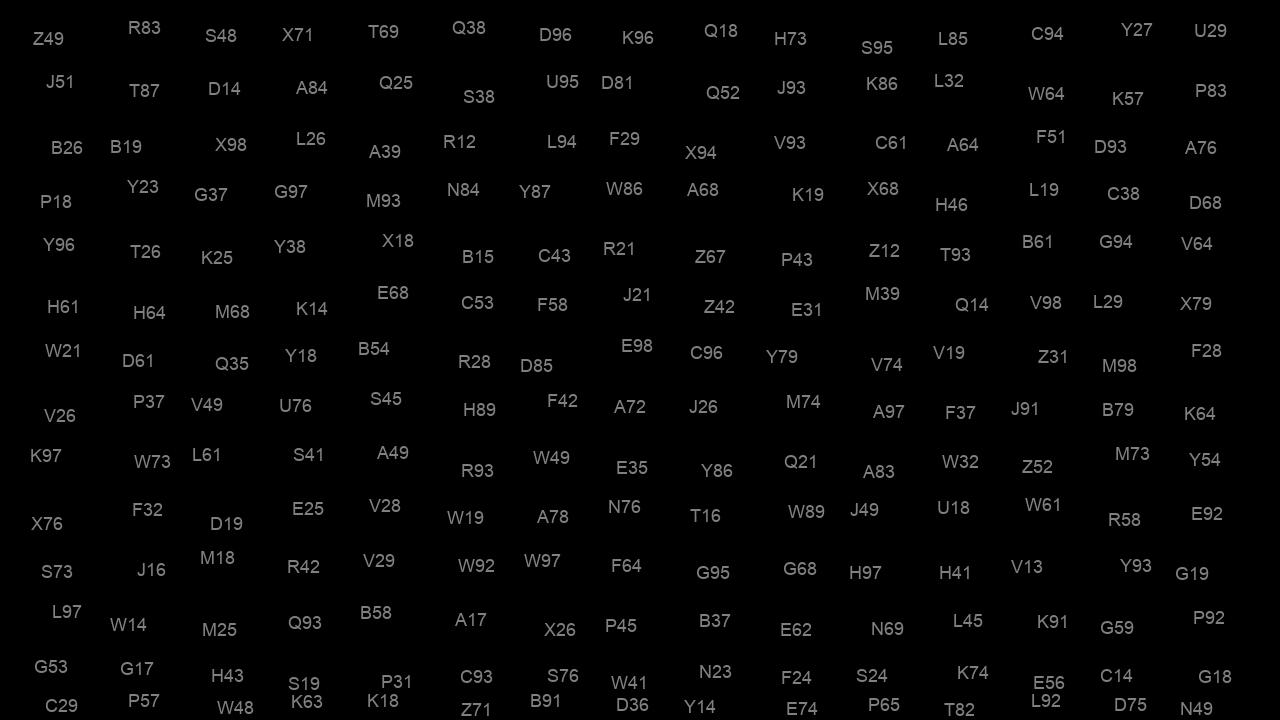 Z49 R83 S48 X71 T69 Q38 D96 K96 Q18 H73 S95 L85 C94 Y27 U29
J51 T87 D14 A84 Q25 S38 U95 D81 Q52 J93 K86 L32 W64 K57 P83
B26 B19 X98 L26 A39 R12 L94 F29 X94 V93 C61 A64 F51 D93 A76
P18 Y23 G37 G97 M93 N84 Y87 W86 A68 K19 X68 H46 L19 C38 D68
Y96 T26 K25 Y38 X18 B15 C43 R21 Z67 P43 Z12 T93 B61 G94 V64
H61 H64 M68 K14 E68 C53 F58 J21 Z42 E31 M39 Q14 V98 L29 X79
W21 D61 Q35 Y18 B54 R28 D85 E98 C96 Y79 V74 V19 Z31 M98 F28
V26 P37 V49 U76 S45 H89 F42 A72 J26 M74 A97 F37 J91 B79 K64
K97 W73 L61 S41 A49 R93 W49 E35 Y86 Q21 A83 W32 Z52 M73 Y54
X76 F32 D19 E25 V28 W19 A78 N76 T16 W89 J49 U18 W61 R58 E92
S73 J16 M18 R42 V29 W92 W97 F64 G95 G68 H97 H41 V13 Y93 G19
L97 W14 M25 Q93 B58 A17 X26 P45 B37 E62 N69 L45 K91 G59 P92
G53 G17 H43 S19 P31 C93 S76 W41 N23 F24 S24 K74 E56 C14 G18
C29 P57 W48 K63 K18 Z71 B91 D36 Y14 E74 P65 T82 L92 D75 N49